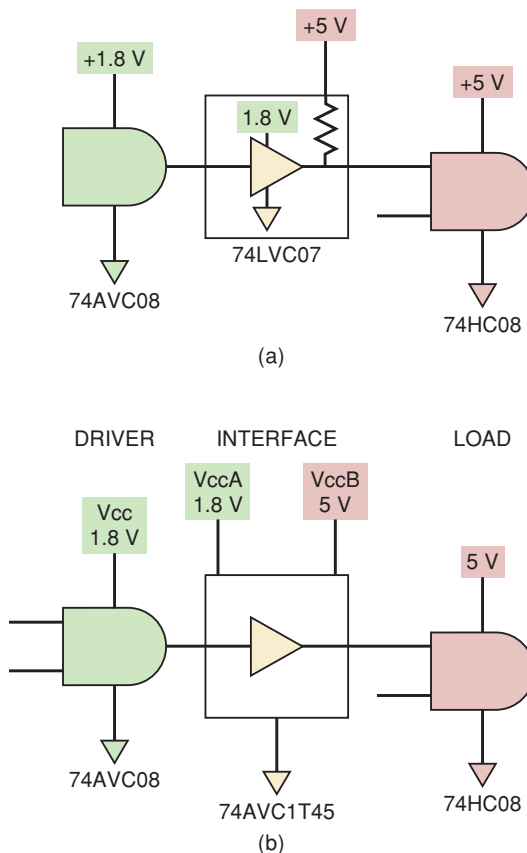 +5 V
+1.8 V
+5 V
1.8 V
74LVC07
74AVC08
74HC08
(a)
DRIVER INTERFACE LOAD
VccA VccB
1.8 V 5 V
Vcc
1.8 V
5 V
74AVC08
74HC08
74AVC1T45
(b)